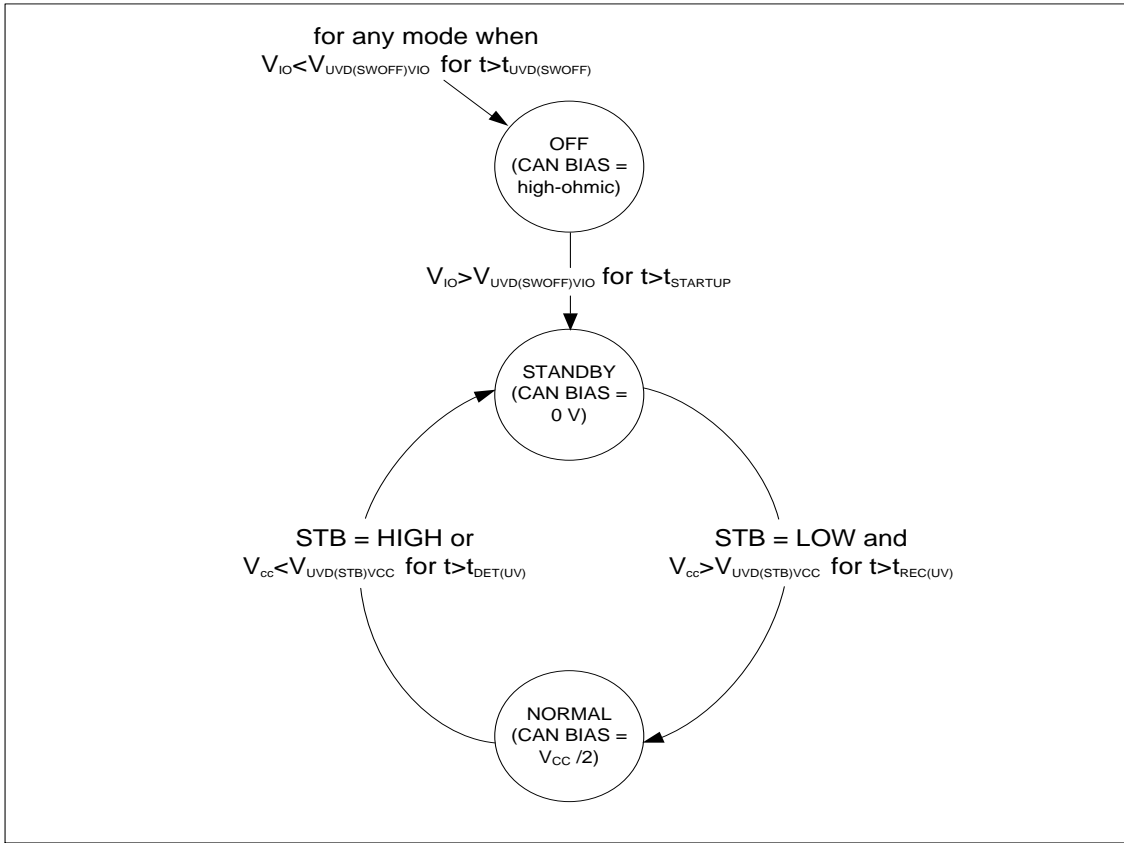 for any mode when
VIO<VUVD(SWOFF)VIO for t>tUVD(SWOFF)
OFF
(CAN BIAS =
high-ohmic)
VIO>VUVD(SWOFF)VIO for t>tSTARTUP
STANDBY
(CAN BIAS =
0 V)
STB = HIGH or
Vcc<VUVD(STB)VCC for t>tDET(UV)
STB = LOW and
Vcc>VUVD(STB)VCC for t>tREC(UV)
NORMAL
(CAN BIAS =
VCC /2)